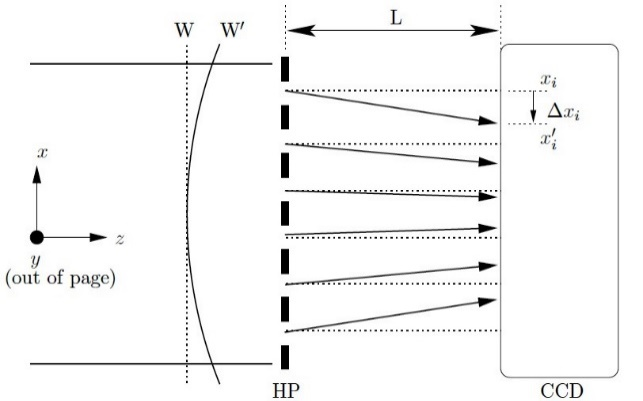 W W′
L
x_i
Δx_i
x′_i
x
z
y
(out of page)
HP
CCD